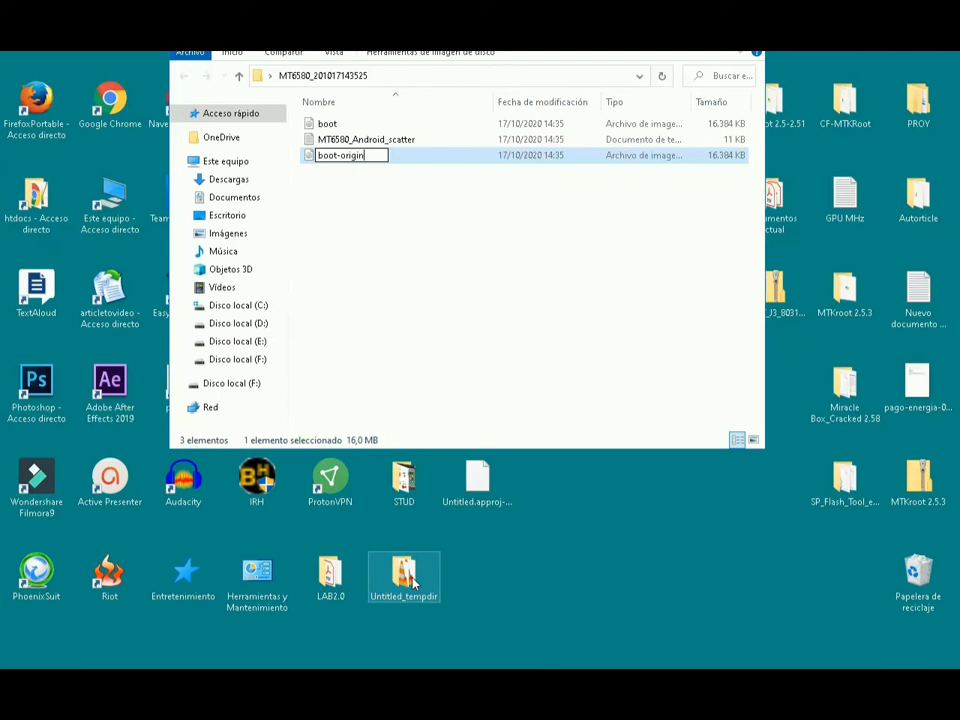 Archivo Inicio Compartir Vista Herramientas de imagen de disco
MT6580_201017143525
Buscar e...
Nombre Fecha de modificación Tipo Tamaño
boot 17/10/2020 14:35 Archivo de image... 16.384 KB
MT6580_Android_scatter 17/10/2020 14:35 Documento de te... 11 KB
boot-origin 17/10/2020 14:35 Archivo de image... 16.384 KB
Acceso rápido
OneDrive
Este equipo
Descargas
Documentos
Escritorio
Imágenes
Música
Objetos 3D
Vídeos
Disco local (C:)
Disco local (D:)
Disco local (E:)
Disco local (F:)
Disco local (F:)
Red
3 elementos 1 elemento seleccionado 16,0 MB
FirefoxPortable -
Acceso directo
Google Chrome
Nave
CF-MTKRoot
PROY
htdocs - Acceso
directo
Este equipo -
Acceso directo
Team
umentos
ctual
GPU MHz
Autorticle
TextAloud
articletovideo -
Acceso directo
Easy
_J3_8031...
MTKroot 2.5.3
Nuevo
documento ...
Photoshop -
Acceso directo
Adobe After
Effects 2019
p
Miracle
Box_Cracked 2.58
pago-energia-0...
Wondershare
Filmora9
Active Presenter
Audacity
IRH
ProtonVPN
STUD
Untitled.approj-...
SP_Flash_Tool_e...
MTKroot 2.5.3
PhoenixSuit
Riot
Entretenimiento
Herramientas y
Mantenimiento
LAB2.0
Untitled_tempdir
Papelera de
reciclaje